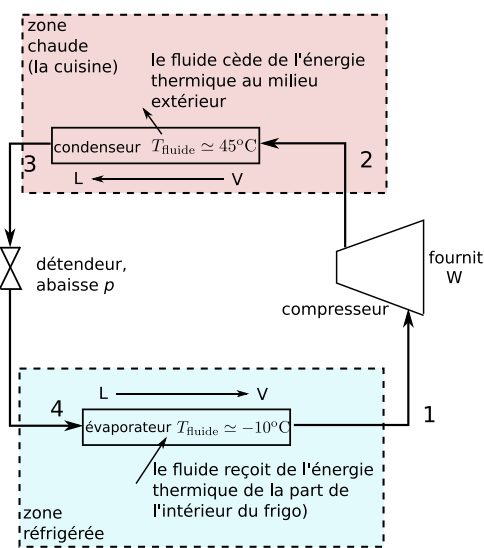 zone
chaude
(la cuisine)
le fluide cède de l'énergie
thermique au milieu
extérieur
condenseur T_fluide ≃ 45°C
3
2
L V
détendeur,
abaisse p
fournit
W
compresseur
L V
4
évaporateur T_fluide ≃ −10°C
1
le fluide reçoit de l'énergie
thermique de la part de
l'intérieur du frigo)
zone
réfrigérée